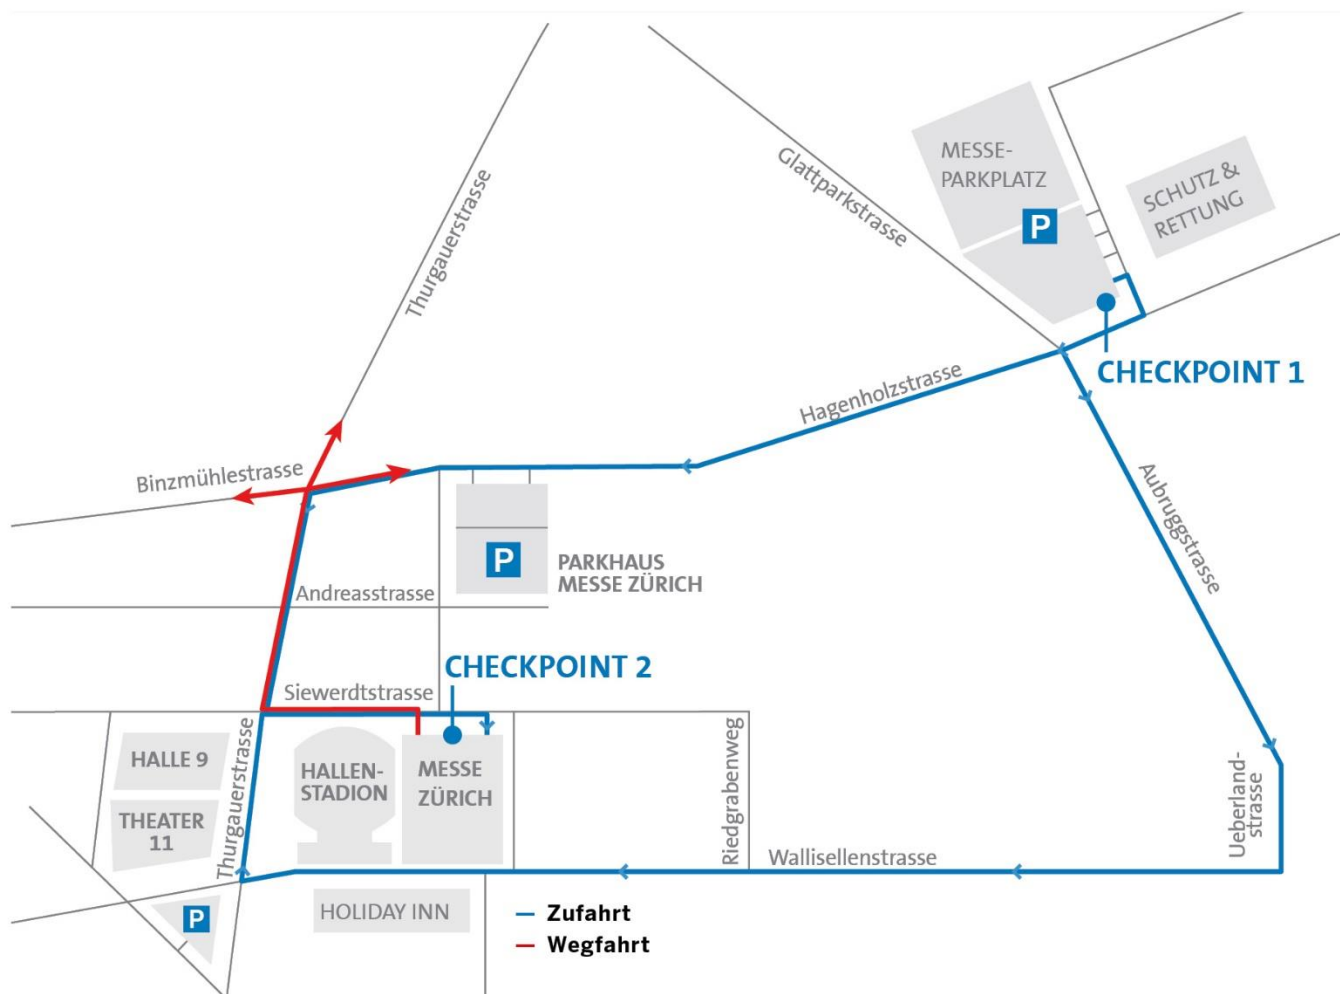 MESSE-
PARKPLATZ
P
SCHUTZ &
RETTUNG
Glattparkstrasse
Thurgauerstrasse
CHECKPOINT 1
Hagenholzstrasse
Binzmühlestrasse
Aubruggstrasse
P
PARKHAUS
MESSE ZÜRICH
Andreasstrasse
CHECKPOINT 2
Siewerdtstrasse
HALLE 9
THEATER
11
Thurgauerstrasse
HALLEN-
STADION
MESSE
ZÜRICH
Riedgrabenweg
Ueberland-
strasse
Wallisellenstrasse
P
HOLIDAY INN
Zufahrt
Wegfahrt